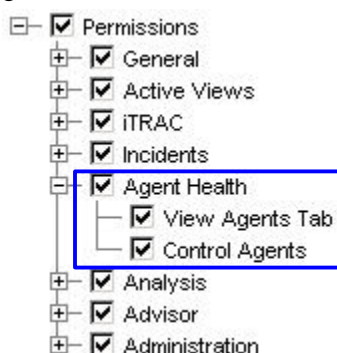 Permissions
General
Active Views
iTRAC
Incidents
Agent Health
View Agents Tab
Control Agents
Analysis
Advisor
Administration